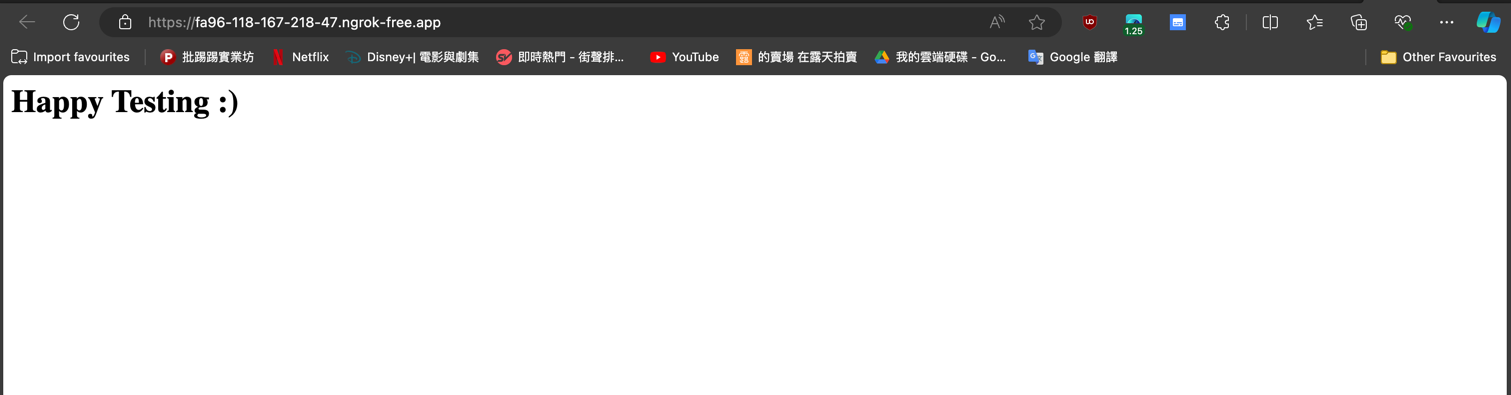 https://fa96-118-167-218-47.ngrok-free.app
1.25
Import favourites 批踢踢實業坊 Netflix Disney+| 電影與劇集 即時熱門 - 街聲排... YouTube 的賣場 在露天拍賣 我的雲端硬碟 - Go... Google 翻譯 Other Favourites
Happy Testing :)